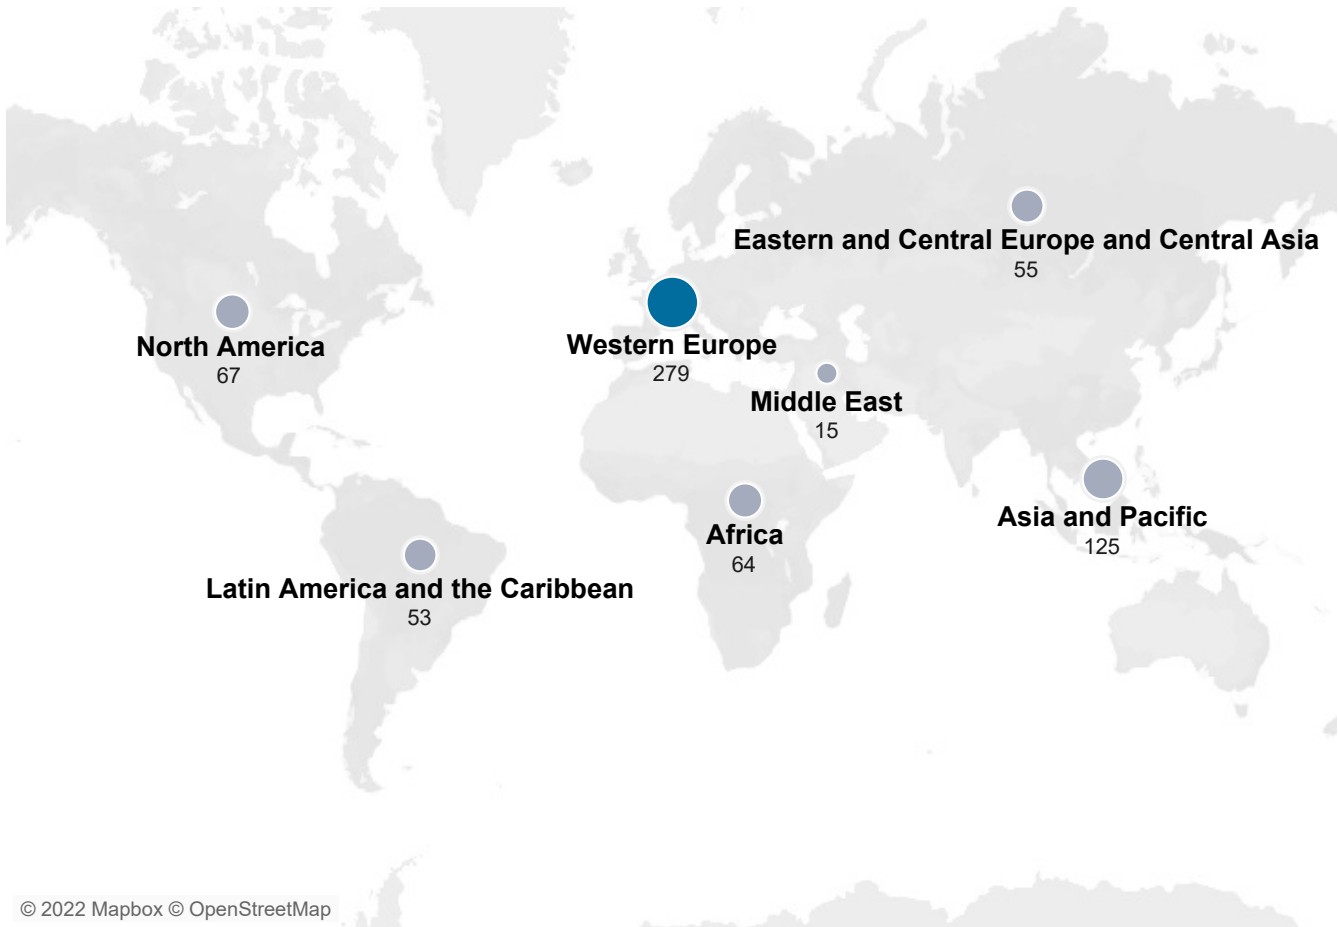 Eastern and Central Europe and Central Asia
55
North America
67
Western Europe
279
Middle East
15
Asia and Pacific
125
Africa
64
Latin America and the Caribbean
53
© 2022 Mapbox © OpenStreetMap